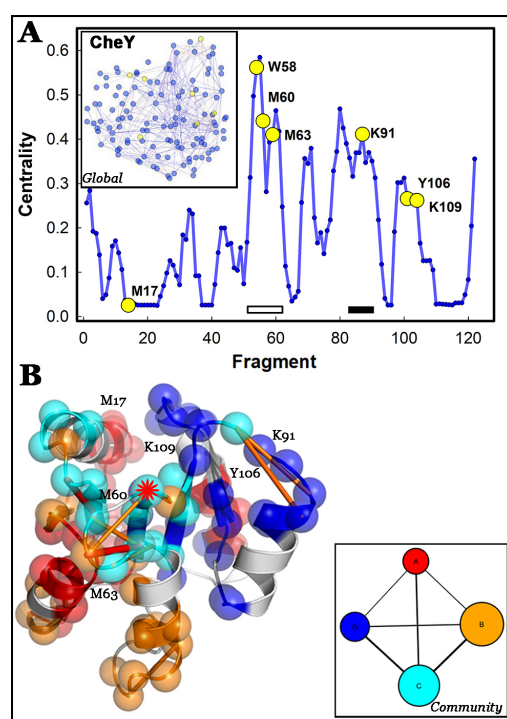 A
CheY
Global
Centrality
0.6
0.5
0.4
0.3
0.2
0.1
0.0
W58
M60
M63
K91
Y106
K109
M17
0 20 40 60 80 100 120
Fragment
B
M17
K109
K91
Y106
M60
M63
A
B
D
C
Community